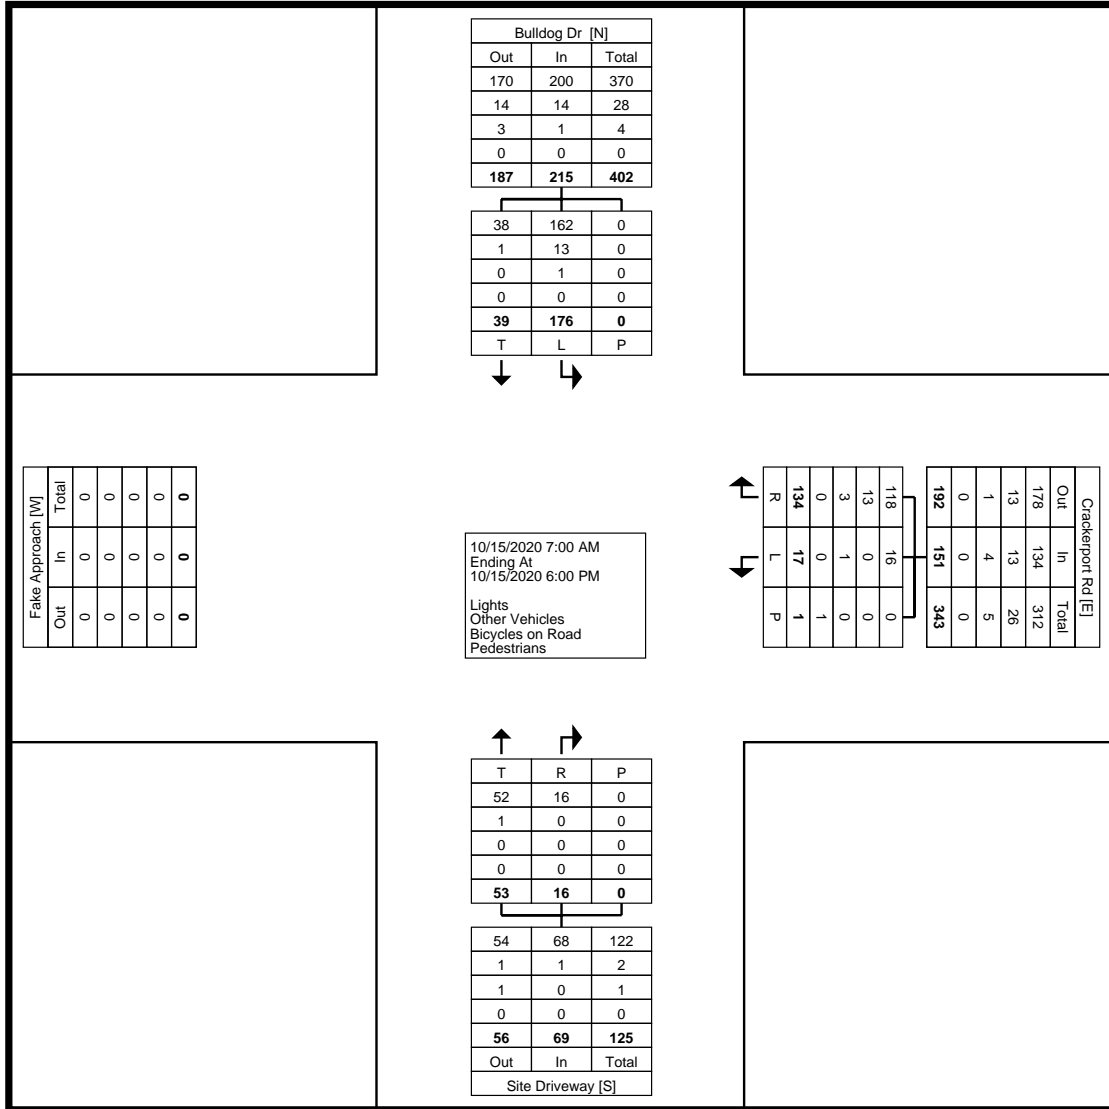 Bulldog Dr [N]
Out In Total
170 200 370
14 14 28
3 1 4
0 0 0
187 215 402
38 162 0
1 13 0
0 1 0
0 0 0
39 176 0
T L P
Fake Approach [W]
Total In Out
0 0 0
0 0 0
0 0 0
0 0 0
0 0 0
10/15/2020 7:00 AM
Ending At
10/15/2020 6:00 PM
Lights
Other Vehicles
Bicycles on Road
Pedestrians
Crackerport Rd [E]
Out In Total
178 134 312
13 13 26
1 4 5
0 0 0
192 151 343
118 16 0
13 0 0
3 1 0
0 0 1
134 17 1
R L P
T R P
52 16 0
1 0 0
0 0 0
0 0 0
53 16 0
54 68 122
1 1 2
1 0 1
0 0 0
56 69 125
Out In Total
Site Driveway [S]